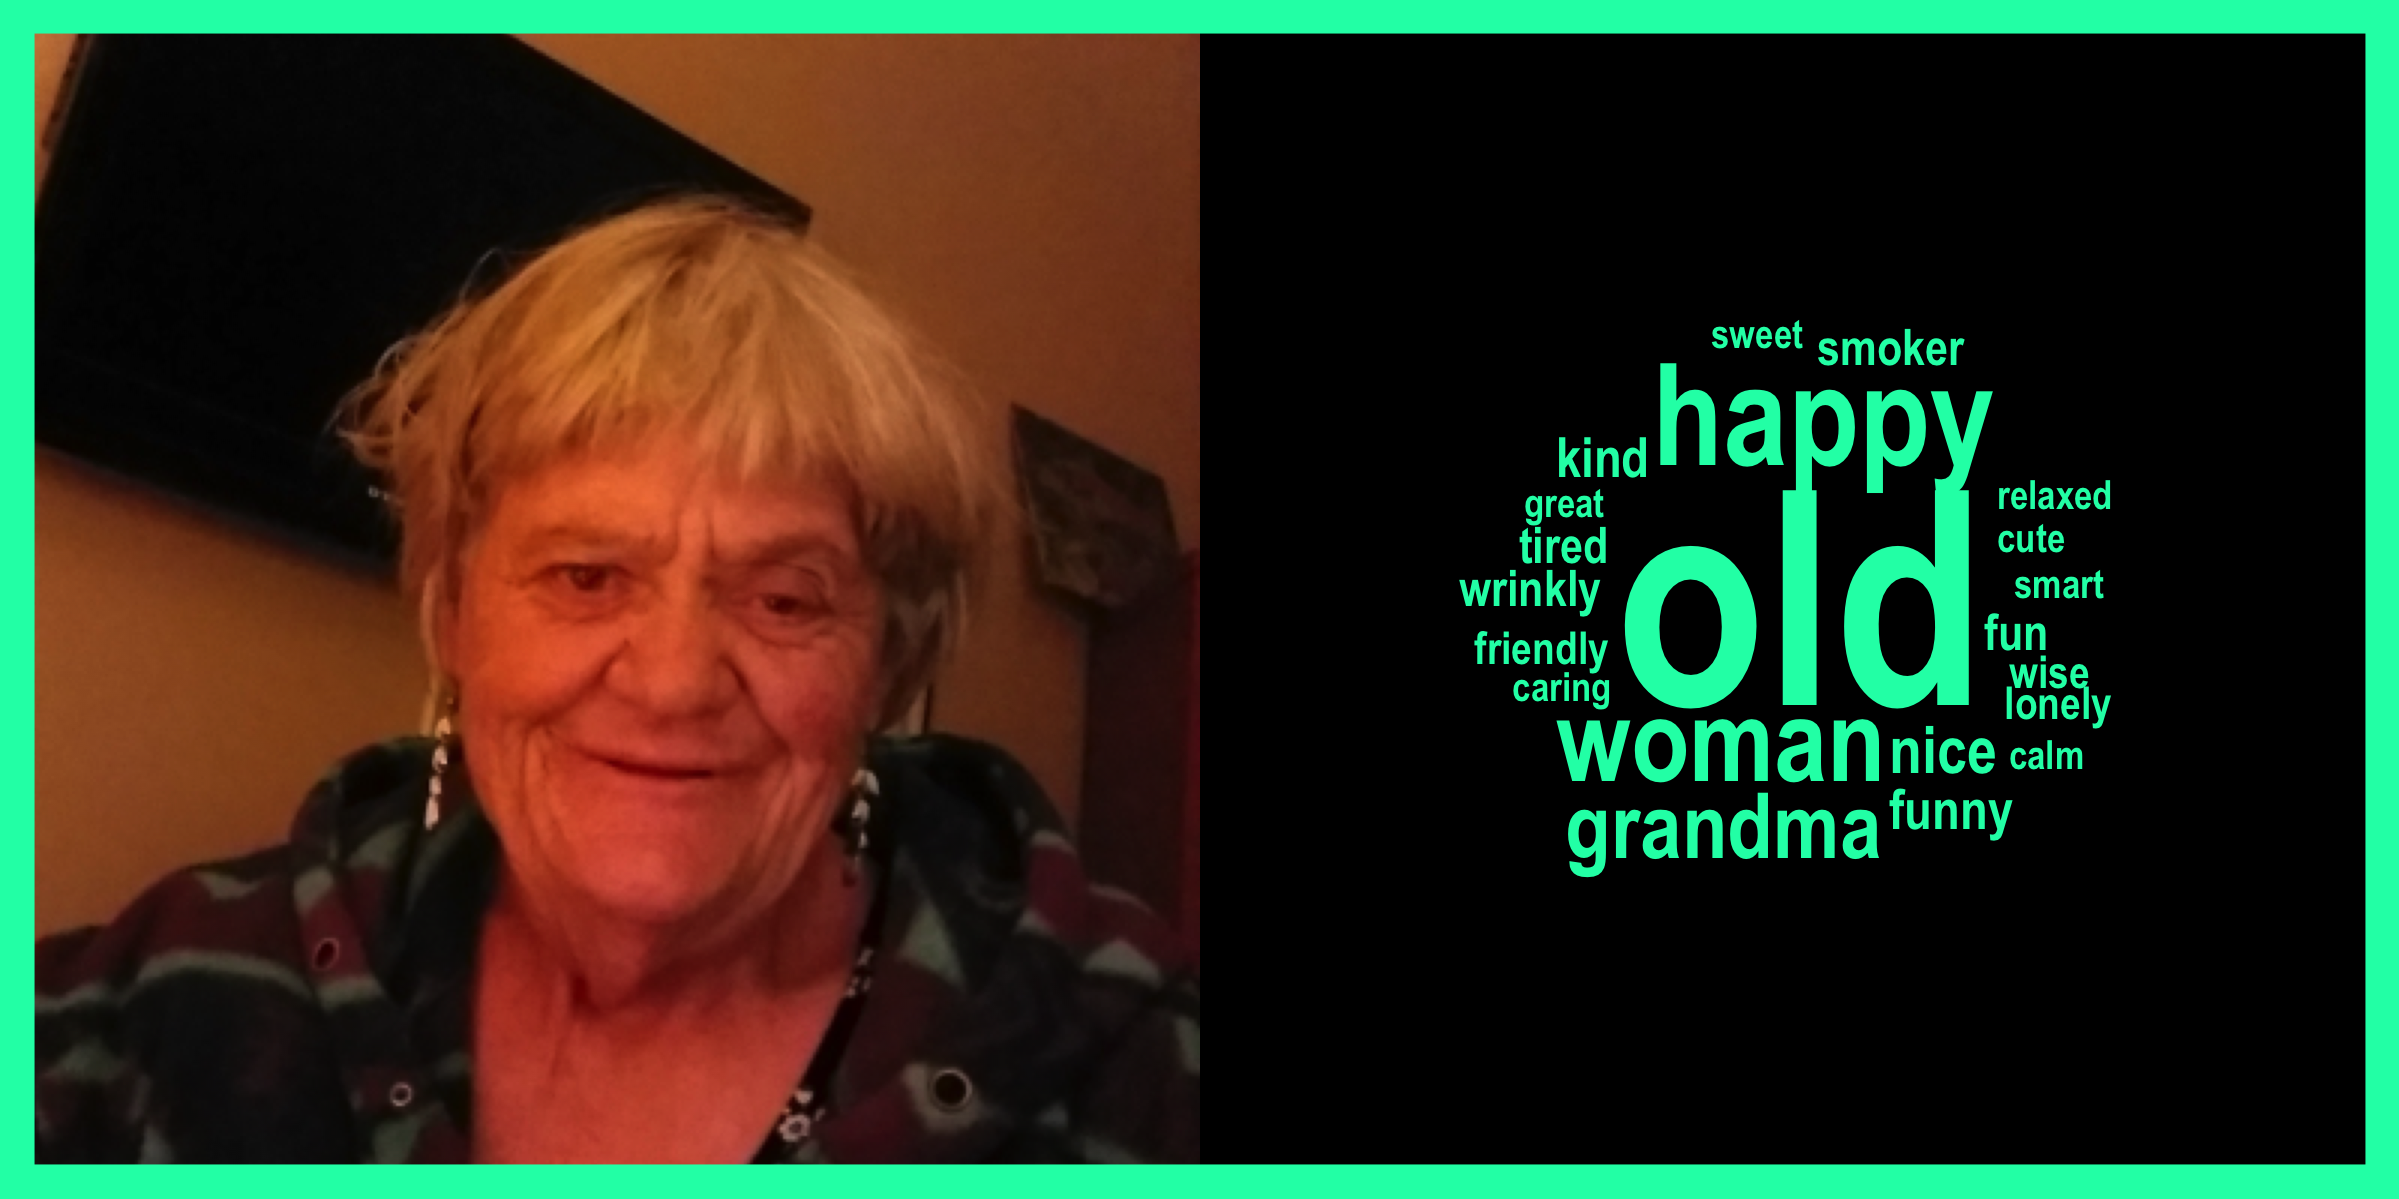 sweet
smoker
happy
kind
great
relaxed
tired
cute
old
wrinkly
smart
friendly
fun
caring
wise
lonely
woman
nice
calm
grandma
funny